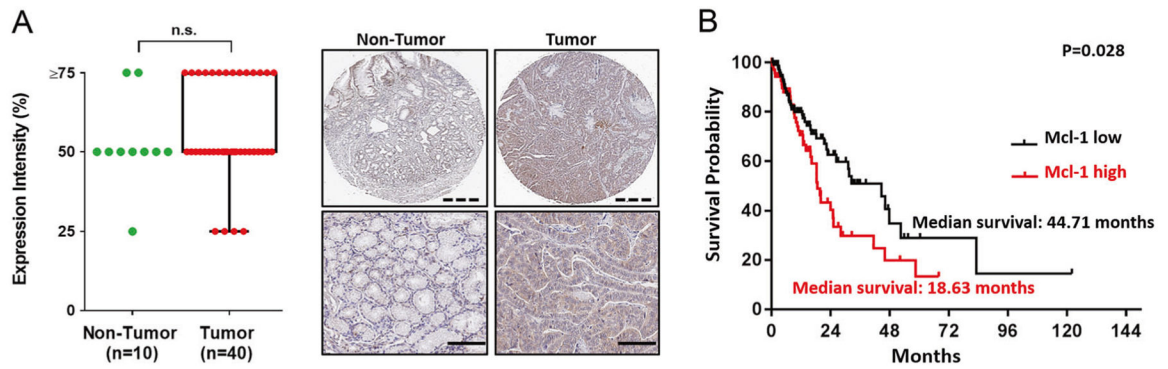 A
n.s.
Expression Intensity (%)
≥75
50
25
0
Non-Tumor
(n=10)
Tumor
(n=40)
Non-Tumor
Tumor
B
P=0.028
Survival Probability
100
80
60
40
20
0
Mcl-1 low
Mcl-1 high
Median survival: 44.71 months
Median survival: 18.63 months
0 24 48 72 96 120 144
Months